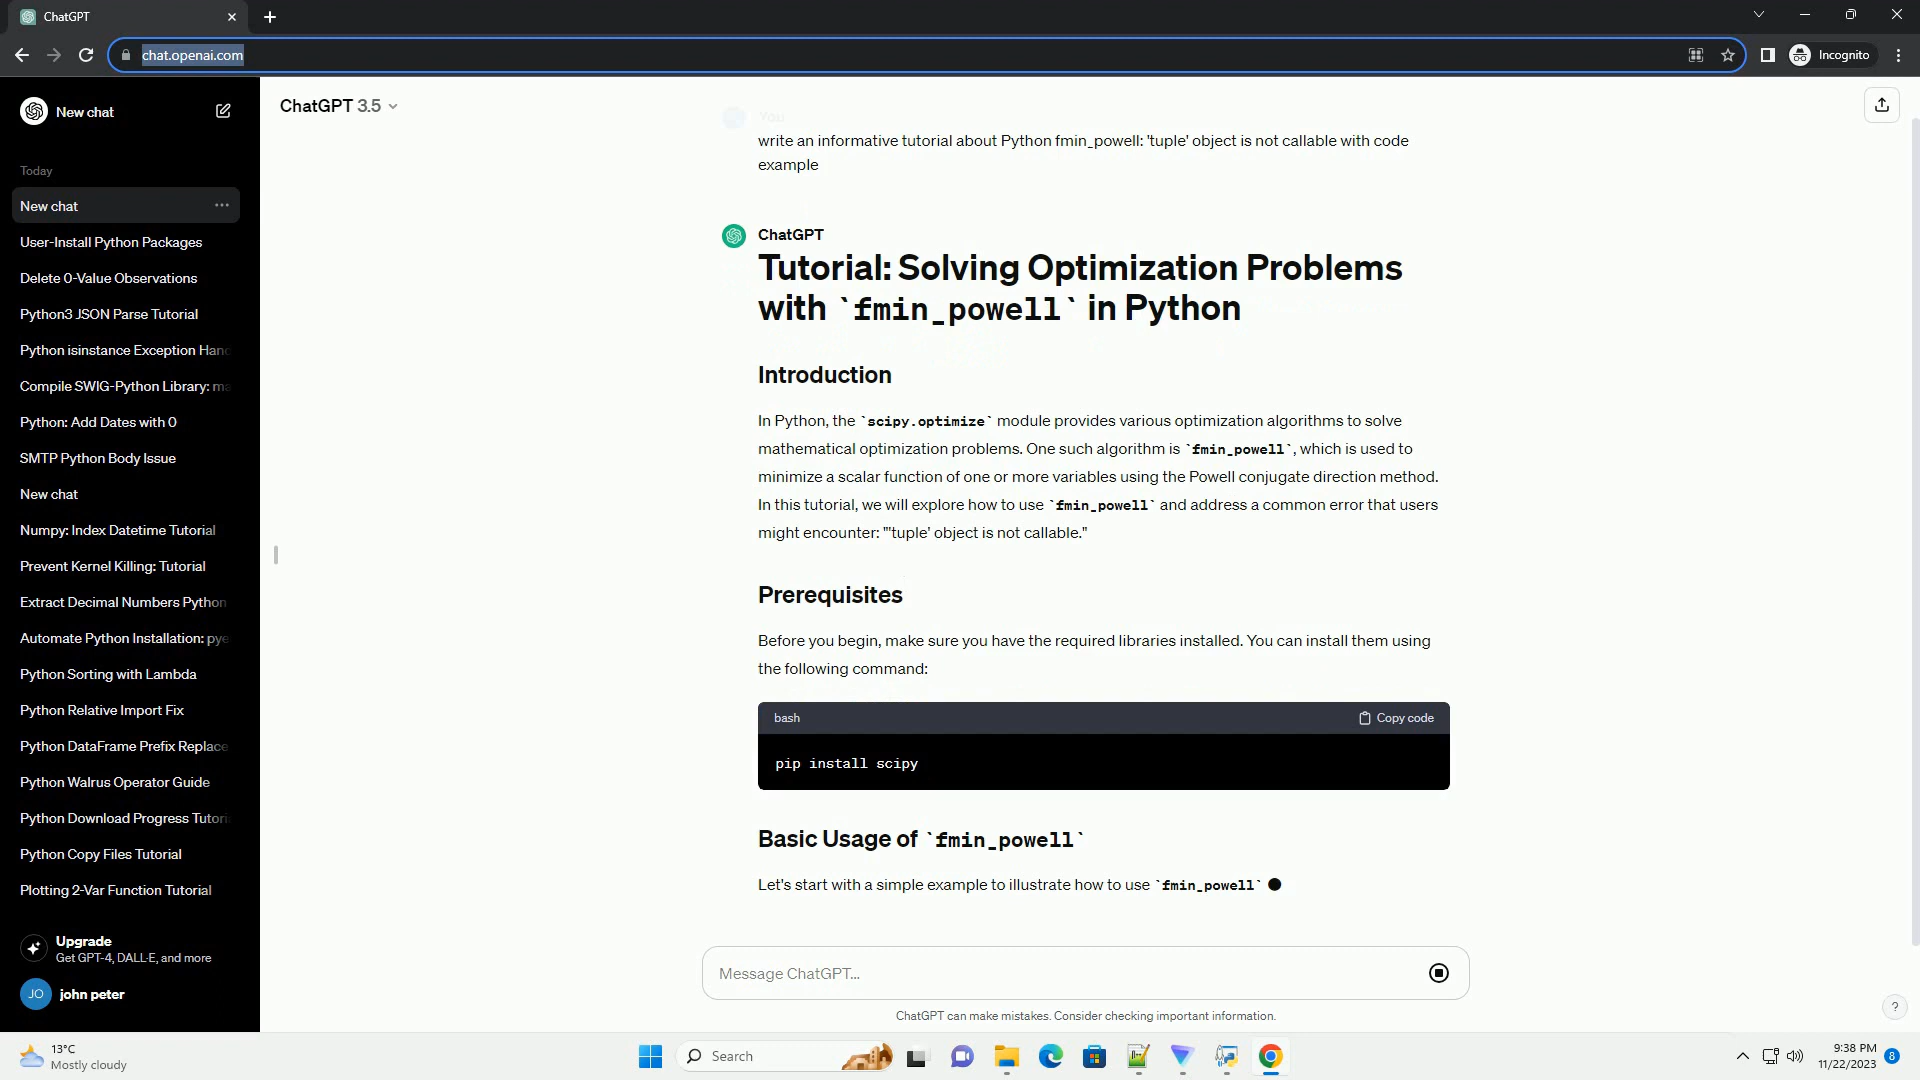 ChatGPT
chat.openai.com
Incognito
New chat
Today
New chat
User-Install Python Packages
Delete 0-Value Observations
Python3 JSON Parse Tutorial
Python isinstance Exception Han
Compile SWIG-Python Library: ma
Python: Add Dates with 0
SMTP Python Body Issue
New chat
Numpy: Index Datetime Tutorial
Prevent Kernel Killing: Tutorial
Extract Decimal Numbers Python
Automate Python Installation: pye
Python Sorting with Lambda
Python Relative Import Fix
Python DataFrame Prefix Replace
Python Walrus Operator Guide
Python Download Progress Tutori
Python Copy Files Tutorial
Plotting 2-Var Function Tutorial
Upgrade
Get GPT-4, DALL·E, and more
JO john peter
ChatGPT 3.5
You
write an informative tutorial about Python fmin_powell: 'tuple' object is not callable with code
example
ChatGPT
Tutorial: Solving Optimization Problems
with `fmin_powell` in Python
Introduction
In Python, the `scipy.optimize` module provides various optimization algorithms to solve
mathematical optimization problems. One such algorithm is `fmin_powell`, which is used to
minimize a scalar function of one or more variables using the Powell conjugate direction method.
In this tutorial, we will explore how to use `fmin_powell` and address a common error that users
might encounter: "'tuple' object is not callable."
Prerequisites
Before you begin, make sure you have the required libraries installed. You can install them using
the following command:
bash Copy code
pip install scipy
Basic Usage of `fmin_powell`
Let's start with a simple example to illustrate how to use `fmin_powell`
Message ChatGPT...
ChatGPT can make mistakes. Consider checking important information.
?
13°C
Mostly cloudy
Search
9:38 PM
11/22/2023
8